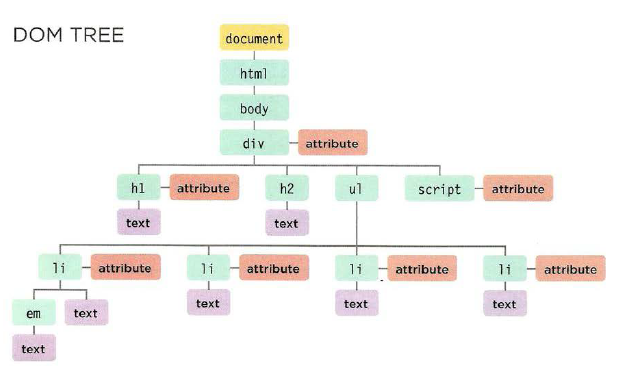 DOM TREE
document
html
body
div attribute
h1 attribute h2 ul script attribute
text text
li attribute li attribute li attribute li attribute
em text text text text
text